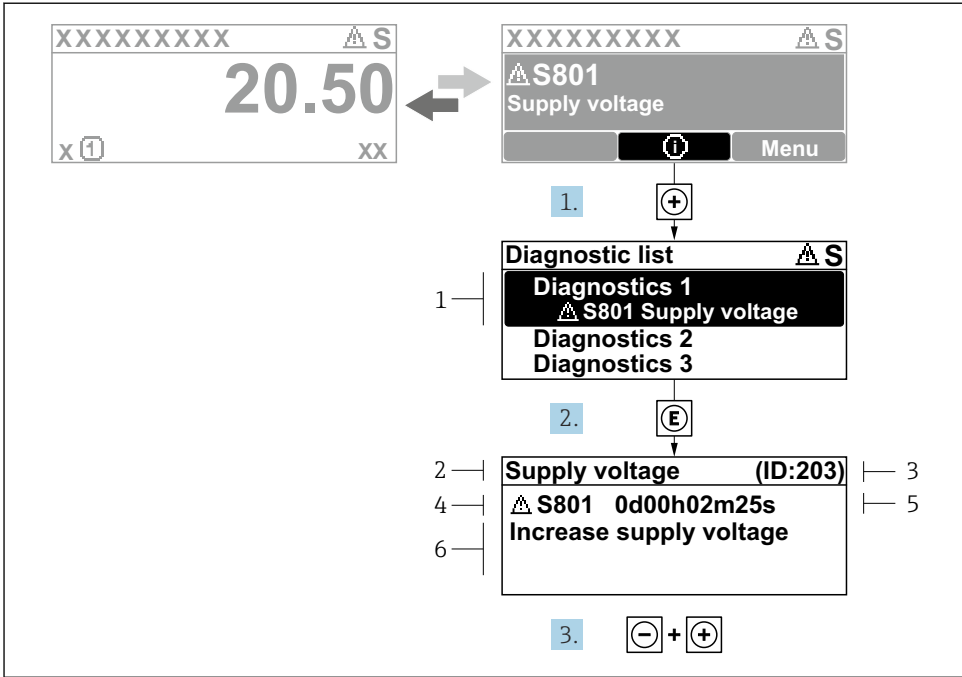 XXXXXXXXX ⚠ S
20.50
x ① XX
XXXXXXXXX ⚠ S
⚠ S801
Supply voltage
ⓘ Menu
1. +
Diagnostic list ⚠ S
1
Diagnostics 1
⚠ S801 Supply voltage
Diagnostics 2
Diagnostics 3
2. E
2 Supply voltage (ID:203) 3
4 ⚠ S801 0d00h02m25s 5
Increase supply voltage
6
3. - + +